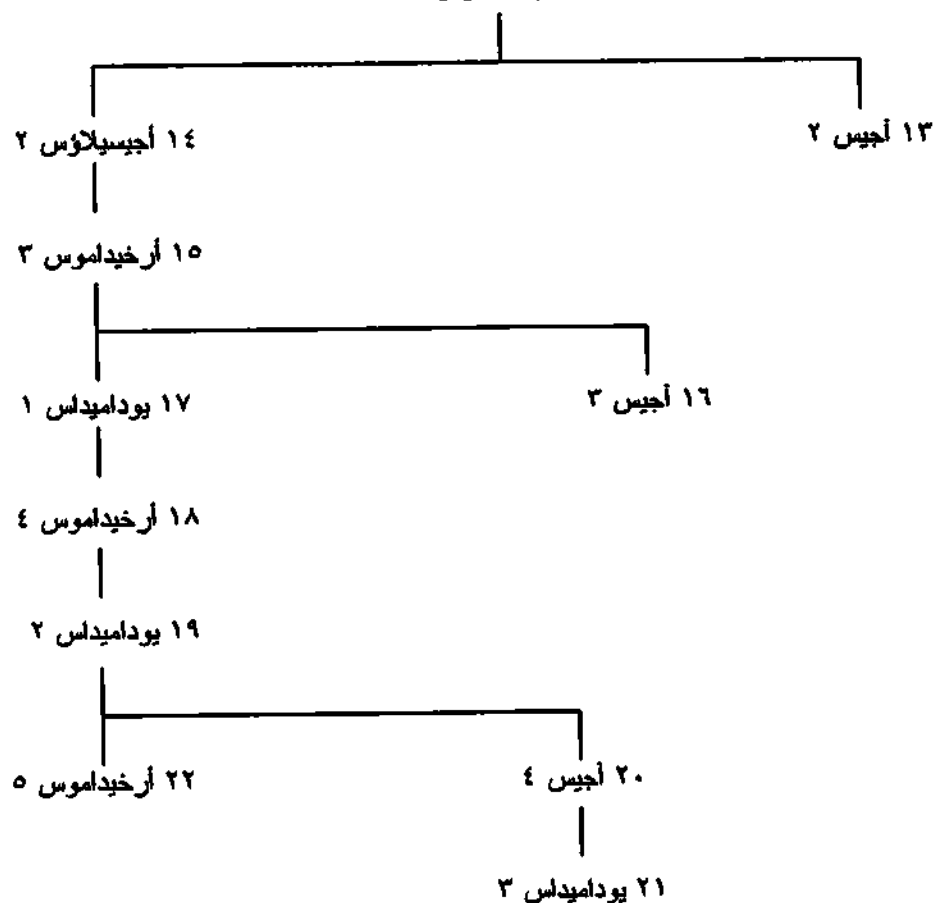 ١٣ أجيس ٢
١٤ أجيسيلاؤس ٢
١٥ أرخيداموس ٣
١٦ أجيس ٣
١٧ يوداميداس ١
١٨ أرخيداموس ٤
١٩ يوداميداس ٢
٢٠ أجيس ٤
٢٢ أرخيداموس ٥
٢١ يوداميداس ٣